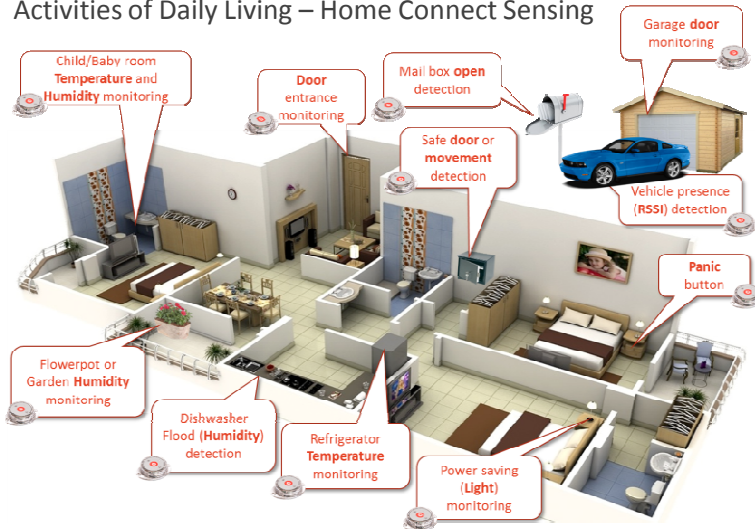 Activities of Daily Living – Home Connect Sensing
Garage door
monitoring
Child/Baby room
Temperature and
Humidity monitoring
Door
entrance
monitoring
Mail box open
detection
Safe door or
movement
detection
Vehicle presence
(RSSI) detection
Panic
button
Flowerpot or
Garden Humidity
monitoring
Dishwasher
Flood (Humidity)
detection
Refrigerator
Temperature
monitoring
Power saving
(Light)
monitoring